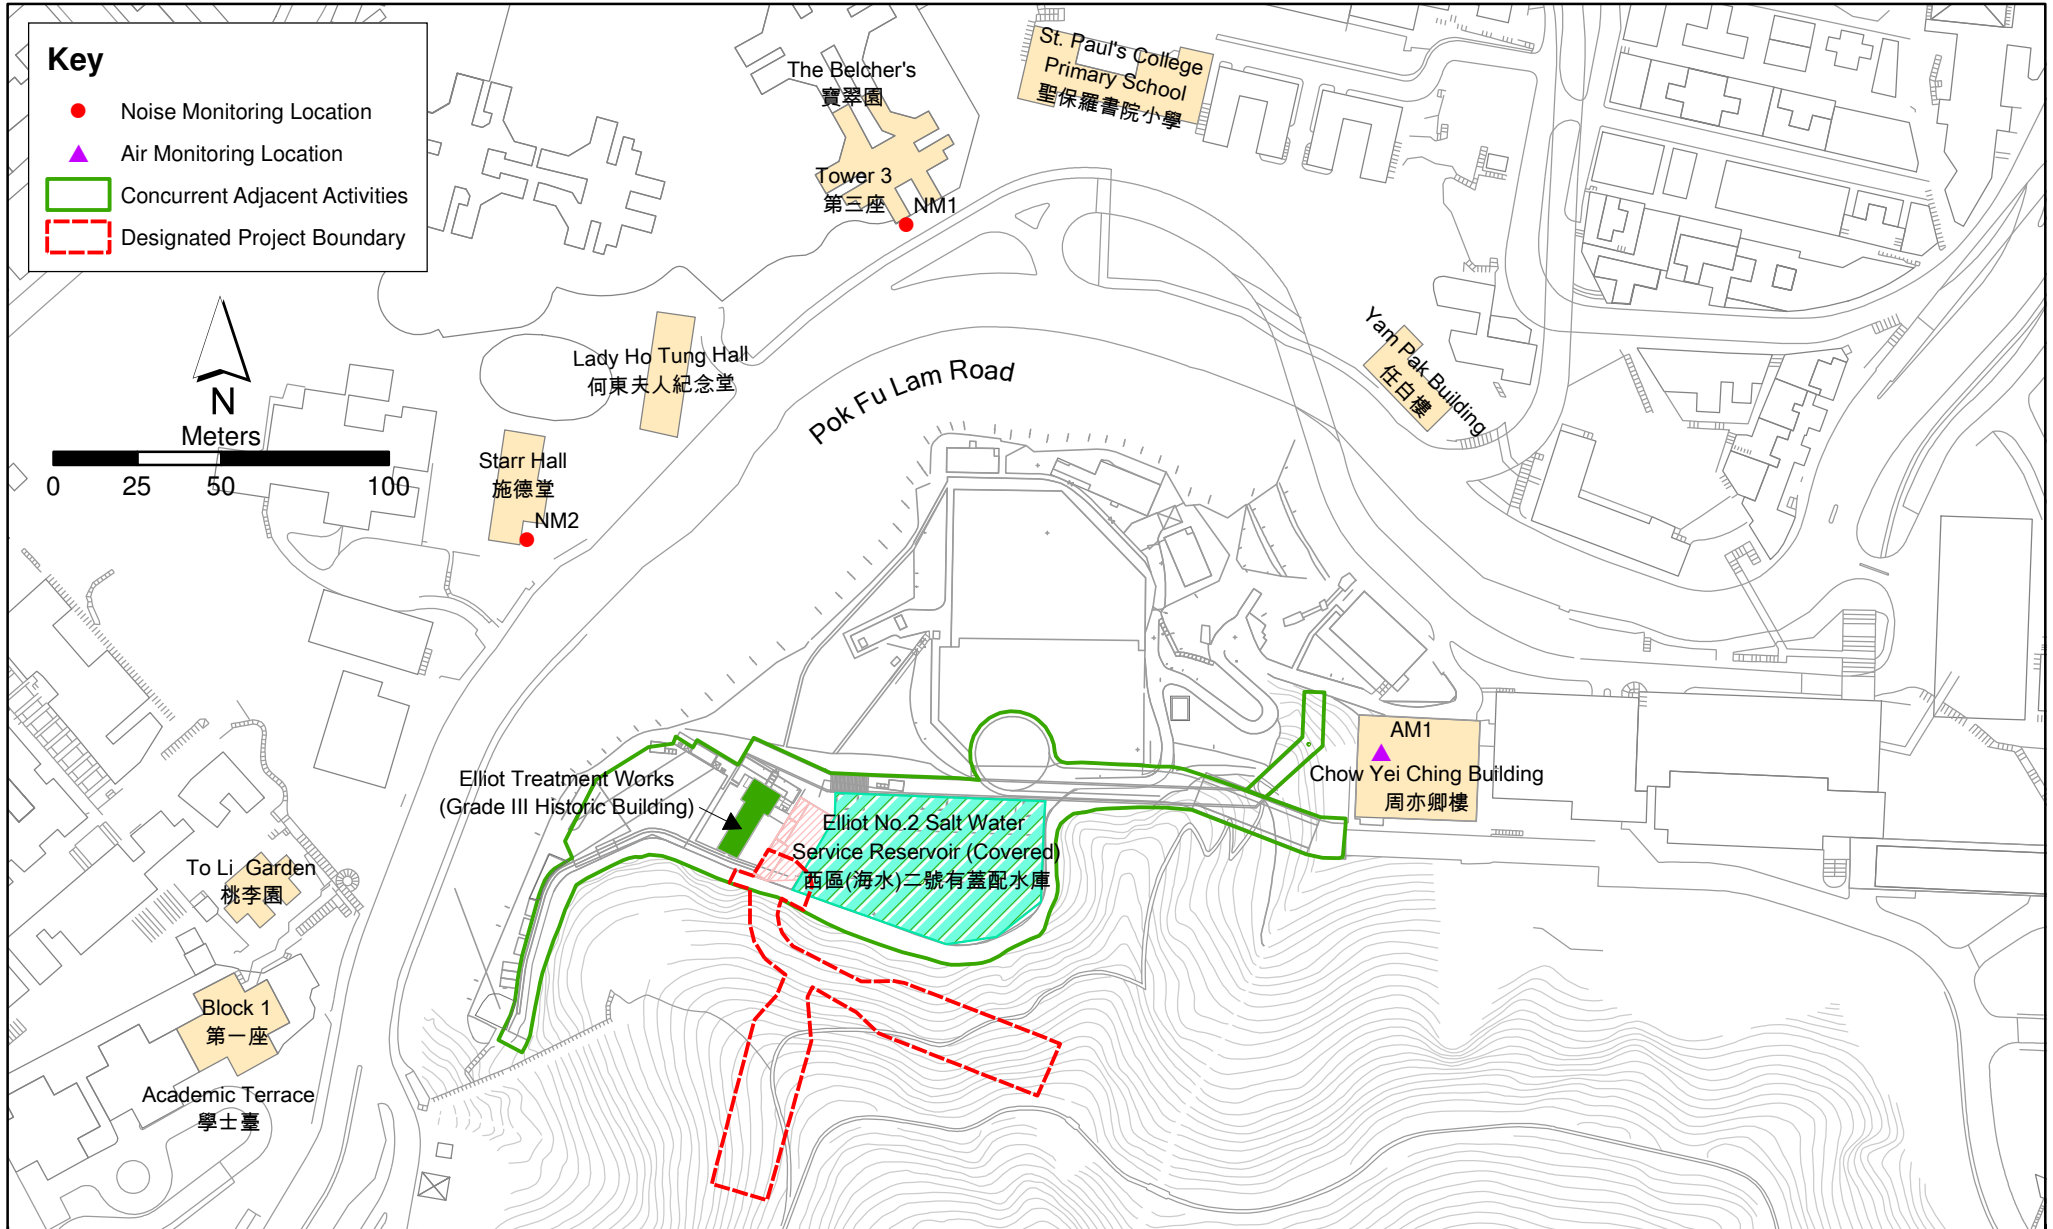 Key
Noise Monitoring Location
Air Monitoring Location
Concurrent Adjacent Activities
Designated Project Boundary
N
Meters
0 25 50 100
The Belcher's
寶翠園
Tower 3
第三座
NM1
St. Paul's College
Primary School
聖保羅書院小學
Lady Ho Tung Hall
何東夫人紀念堂
Pok Fu Lam Road
Yam Pak Building
任白樓
Starr Hall
施德堂
NM2
AM1
Chow Yei Ching Building
周亦卿樓
Elliot Treatment Works
(Grade III Historic Building)
Elliot No.2 Salt Water
Service Reservoir (Covered)
西區(海水)二號有蓋配水庫
To Li Garden
桃李園
Block 1
第一座
Academic Terrace
學士臺